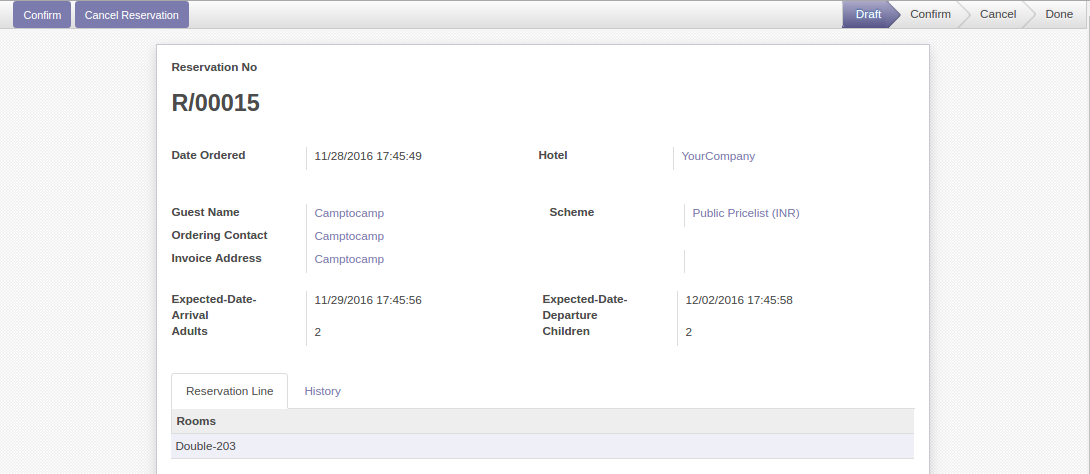 Confirm Cancel Reservation Draft Confirm Cancel Done
Reservation No
R/00015
Date Ordered 11/28/2016 17:45:49 Hotel YourCompany
Guest Name Camptocamp Scheme Public Pricelist (INR)
Ordering Contact Camptocamp
Invoice Address Camptocamp
Expected-Date- 11/29/2016 17:45:56 Expected-Date- 12/02/2016 17:45:58
Arrival Departure
Adults 2 Children 2
Reservation Line History
Rooms
Double-203